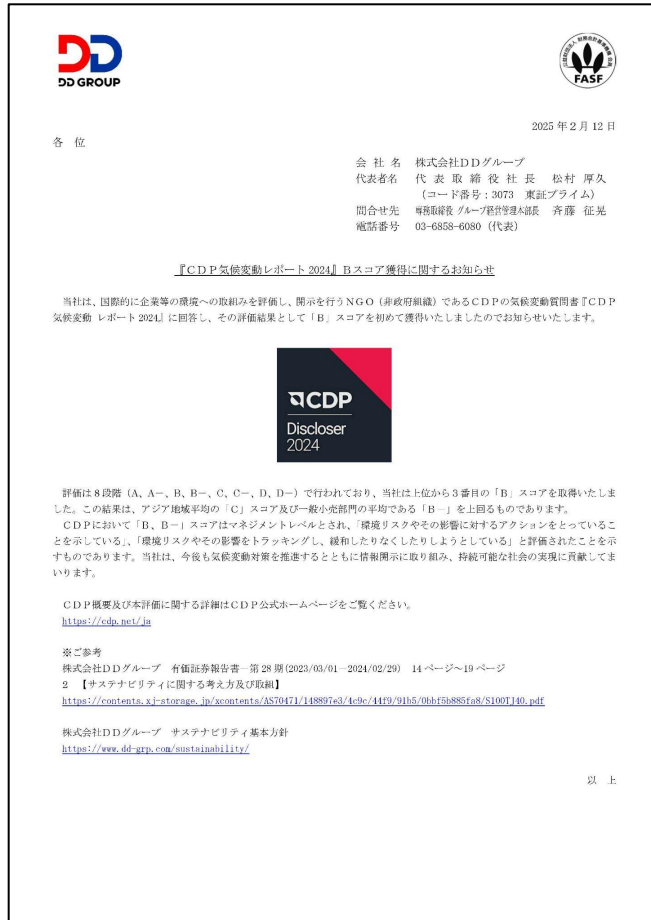 DD GROUP
公益財団法人 財務会計基準機構 会員
FASF
2025年2月12日
各 位
会 社 名 株式会社DDグループ
代表者名 代 表 取 締 役 社 長 松村 厚久
(コード番号:3073 東証プライム)
問合せ先 専務取締役 グループ経営管理本部長 斉藤 征晃
電話番号 03-6858-6080(代表)
『CDP気候変動レポート 2024』Bスコア獲得に関するお知らせ
当社は、国際的に企業等の環境への取組みを評価し、開示を行うNGO(非政府組織)であるCDPの気候変動質問書『CDP
気候変動 レポート 2024』に回答し、その評価結果として「B」スコアを初めて獲得いたしましたのでお知らせいたします。
CDP
Discloser
2024
評価は8段階(A、A-、B、B-、C、C-、D、D-)で行われており、当社は上位から3番目の「B」スコアを取得いたしま
した。この結果は、アジア地域平均の「C」スコア及び一般小売部門の平均である「B-」を上回るものであります。
CDPにおいて「B、B-」スコアはマネジメントレベルとされ、「環境リスクやその影響に対するアクションをとっているこ
とを示している」、「環境リスクやその影響をトラッキングし、緩和したりなくしたりしようとしている」と評価されたことを示
すものであります。当社は、今後も気候変動対策を推進するとともに情報開示に取り組み、持続可能な社会の実現に貢献してま
いります。
CDP概要及び本評価に関する詳細はCDP公式ホームページをご覧ください。
https://cdp.net/ja
※ご参考
株式会社DDグループ 有価証券報告書―第 28 期(2023/03/01―2024/02/29) 14 ページ~19 ページ
2 【サステナビリティに関する考え方及び取組】
https://contents.xj-storage.jp/xcontents/AS70471/148897e3/4c9c/44f9/91b5/0bbf5b885fa8/S100TJ40.pdf
株式会社DDグループ サステナビリティ基本方針
https://www.dd-grp.com/sustainability/
以 上